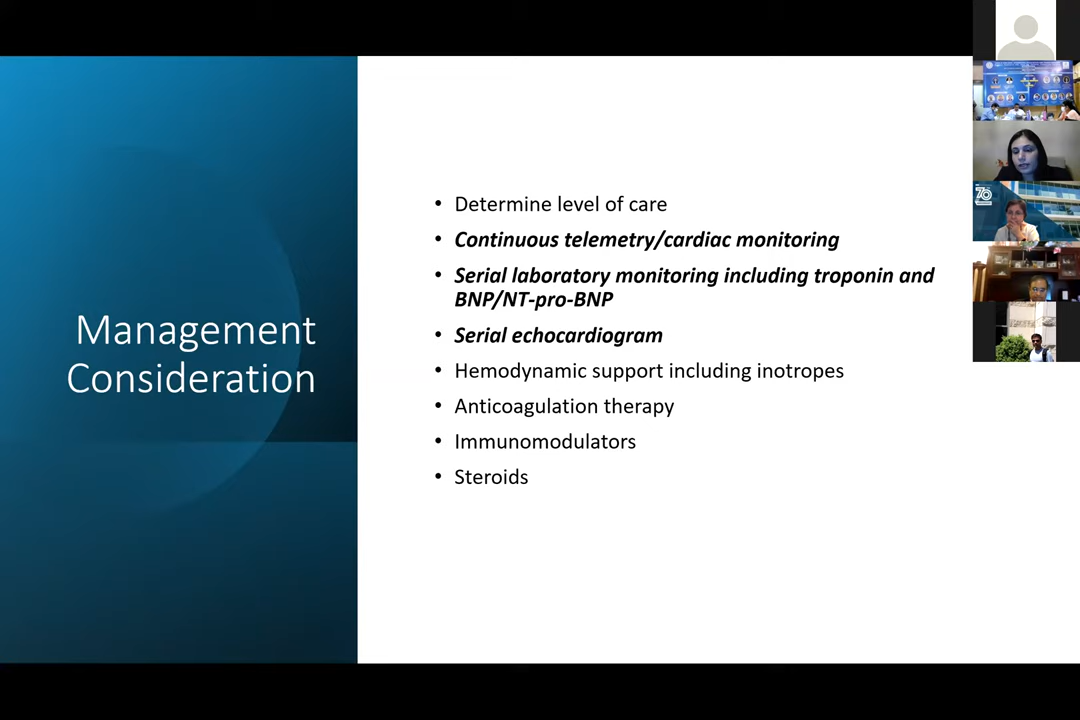 Management
Consideration
• Determine level of care
• Continuous telemetry/cardiac monitoring
• Serial laboratory monitoring including troponin and
BNP/NT-pro-BNP
• Serial echocardiogram
• Hemodynamic support including inotropes
• Anticoagulation therapy
• Immunomodulators
• Steroids
70